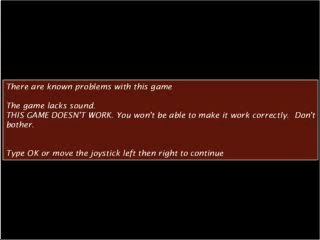 There are known problems with this game
The game lacks sound.
THIS GAME DOESN'T WORK. You won't be able to make it work correctly.  Don't
bother.
Type OK or move the joystick left then right to continue